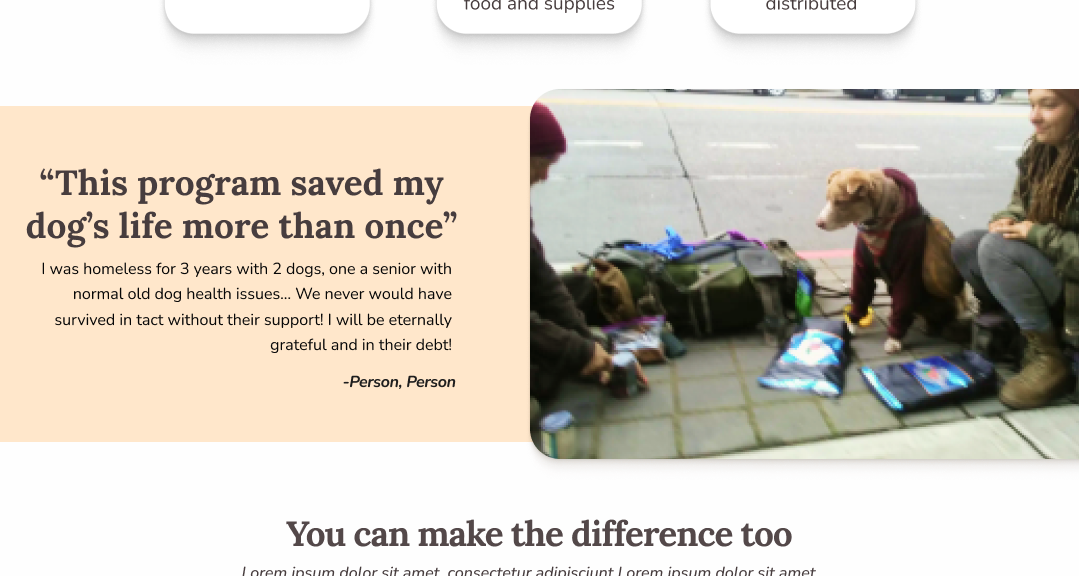 food and supplies
distributed
“This program saved my
dog’s life more than once”
I was homeless for 3 years with 2 dogs, one a senior with
normal old dog health issues... We never would have
survived in tact without their support! I will be eternally
grateful and in their debt!
-Person, Person
You can make the difference too
Lorem ipsum dolor sit amet, consectetur adipisciunt Lorem ipsum dolor sit amet,